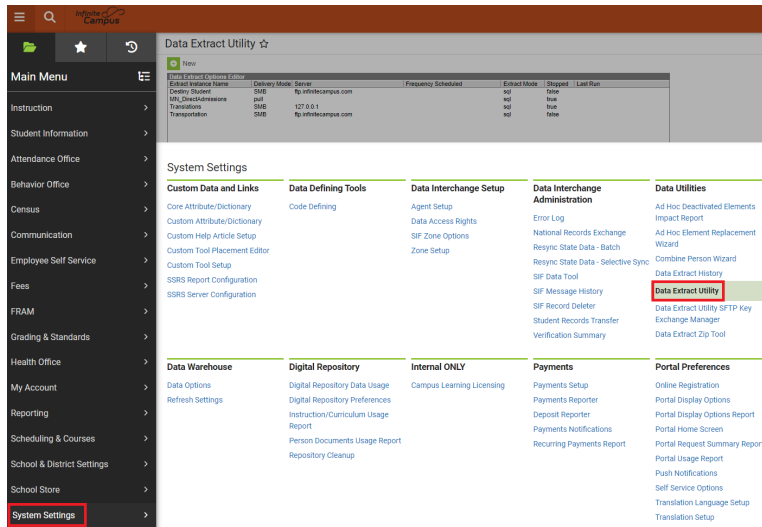 Infinite Campus
Main Menu
Instruction
Student Information
Attendance Office
Behavior Office
Census
Communication
Employee Self Service
Fees
FRAM
Grading & Standards
Health Office
My Account
Reporting
Scheduling & Courses
School & District Settings
School Store
System Settings
Data Extract Utility
New
Data Extract Options Editor
Extract Instance Name Delivery Mode Server Frequency Scheduled Extract Mode Stopped Last Run
Destiny Student SMB ftp.infinitecampus.com sql false
MN_DirectAdmissions pull sql true
Translations SMB 127.0.0.1 sql true
Transportation SMB ftp.infinitecampus.com sql false
System Settings
Custom Data and Links
Core Attribute/Dictionary
Custom Attribute/Dictionary
Custom Help Article Setup
Custom Tool Placement Editor
Custom Tool Setup
SSRS Report Configuration
SSRS Server Configuration
Data Defining Tools
Code Defining
Data Interchange Setup
Agent Setup
Data Access Rights
SIF Zone Options
Zone Setup
Data Interchange
Administration
Error Log
National Records Exchange
Resync State Data - Batch
Resync State Data - Selective Sync
SIF Data Tool
SIF Message History
SIF Record Deleter
Student Records Transfer
Verification Summary
Data Utilities
Ad Hoc Deactivated Elements
Impact Report
Ad Hoc Element Replacement
Wizard
Combine Person Wizard
Data Extract History
Data Extract Utility
Data Extract Utility SFTP Key
Exchange Manager
Data Extract Zip Tool
Data Warehouse
Data Options
Refresh Settings
Digital Repository
Digital Repository Data Usage
Digital Repository Preferences
Instruction/Curriculum Usage
Report
Person Documents Usage Report
Repository Cleanup
Internal ONLY
Campus Learning Licensing
Payments
Payments Setup
Payments Reporter
Deposit Reporter
Payments Notifications
Recurring Payments Report
Portal Preferences
Online Registration
Portal Display Options
Portal Display Options Report
Portal Home Screen
Portal Request Summary Repor
Portal Usage Report
Push Notifications
Self Service Options
Translation Language Setup
Translation Setup